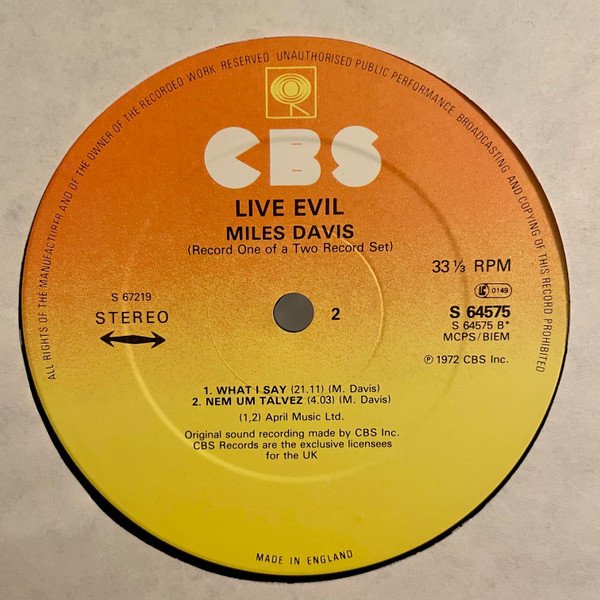 ALL RIGHTS OF THE MANUFACTURER AND OF THE OWNER OF THE RECORDED WORK RESERVED UNAUTHORISED PUBLIC PERFORMANCE BROADCASTING AND COPYING OF THIS RECORD PROHIBITED
CBS
LIVE EVIL
MILES DAVIS
(Record One of a Two Record Set)
33 ⅓ RPM
LC 0149
S 67219
STEREO
2
S 64575
S 64575 B*
MCPS/BIEM
℗ 1972 CBS Inc.
1. WHAT I SAY (21.11) (M. Davis)
2. NEM UM TALVEZ (4.03) (M. Davis)
(1,2) April Music Ltd.
Original sound recording made by CBS Inc.
CBS Records are the exclusive licensees
for the UK
MADE IN ENGLAND